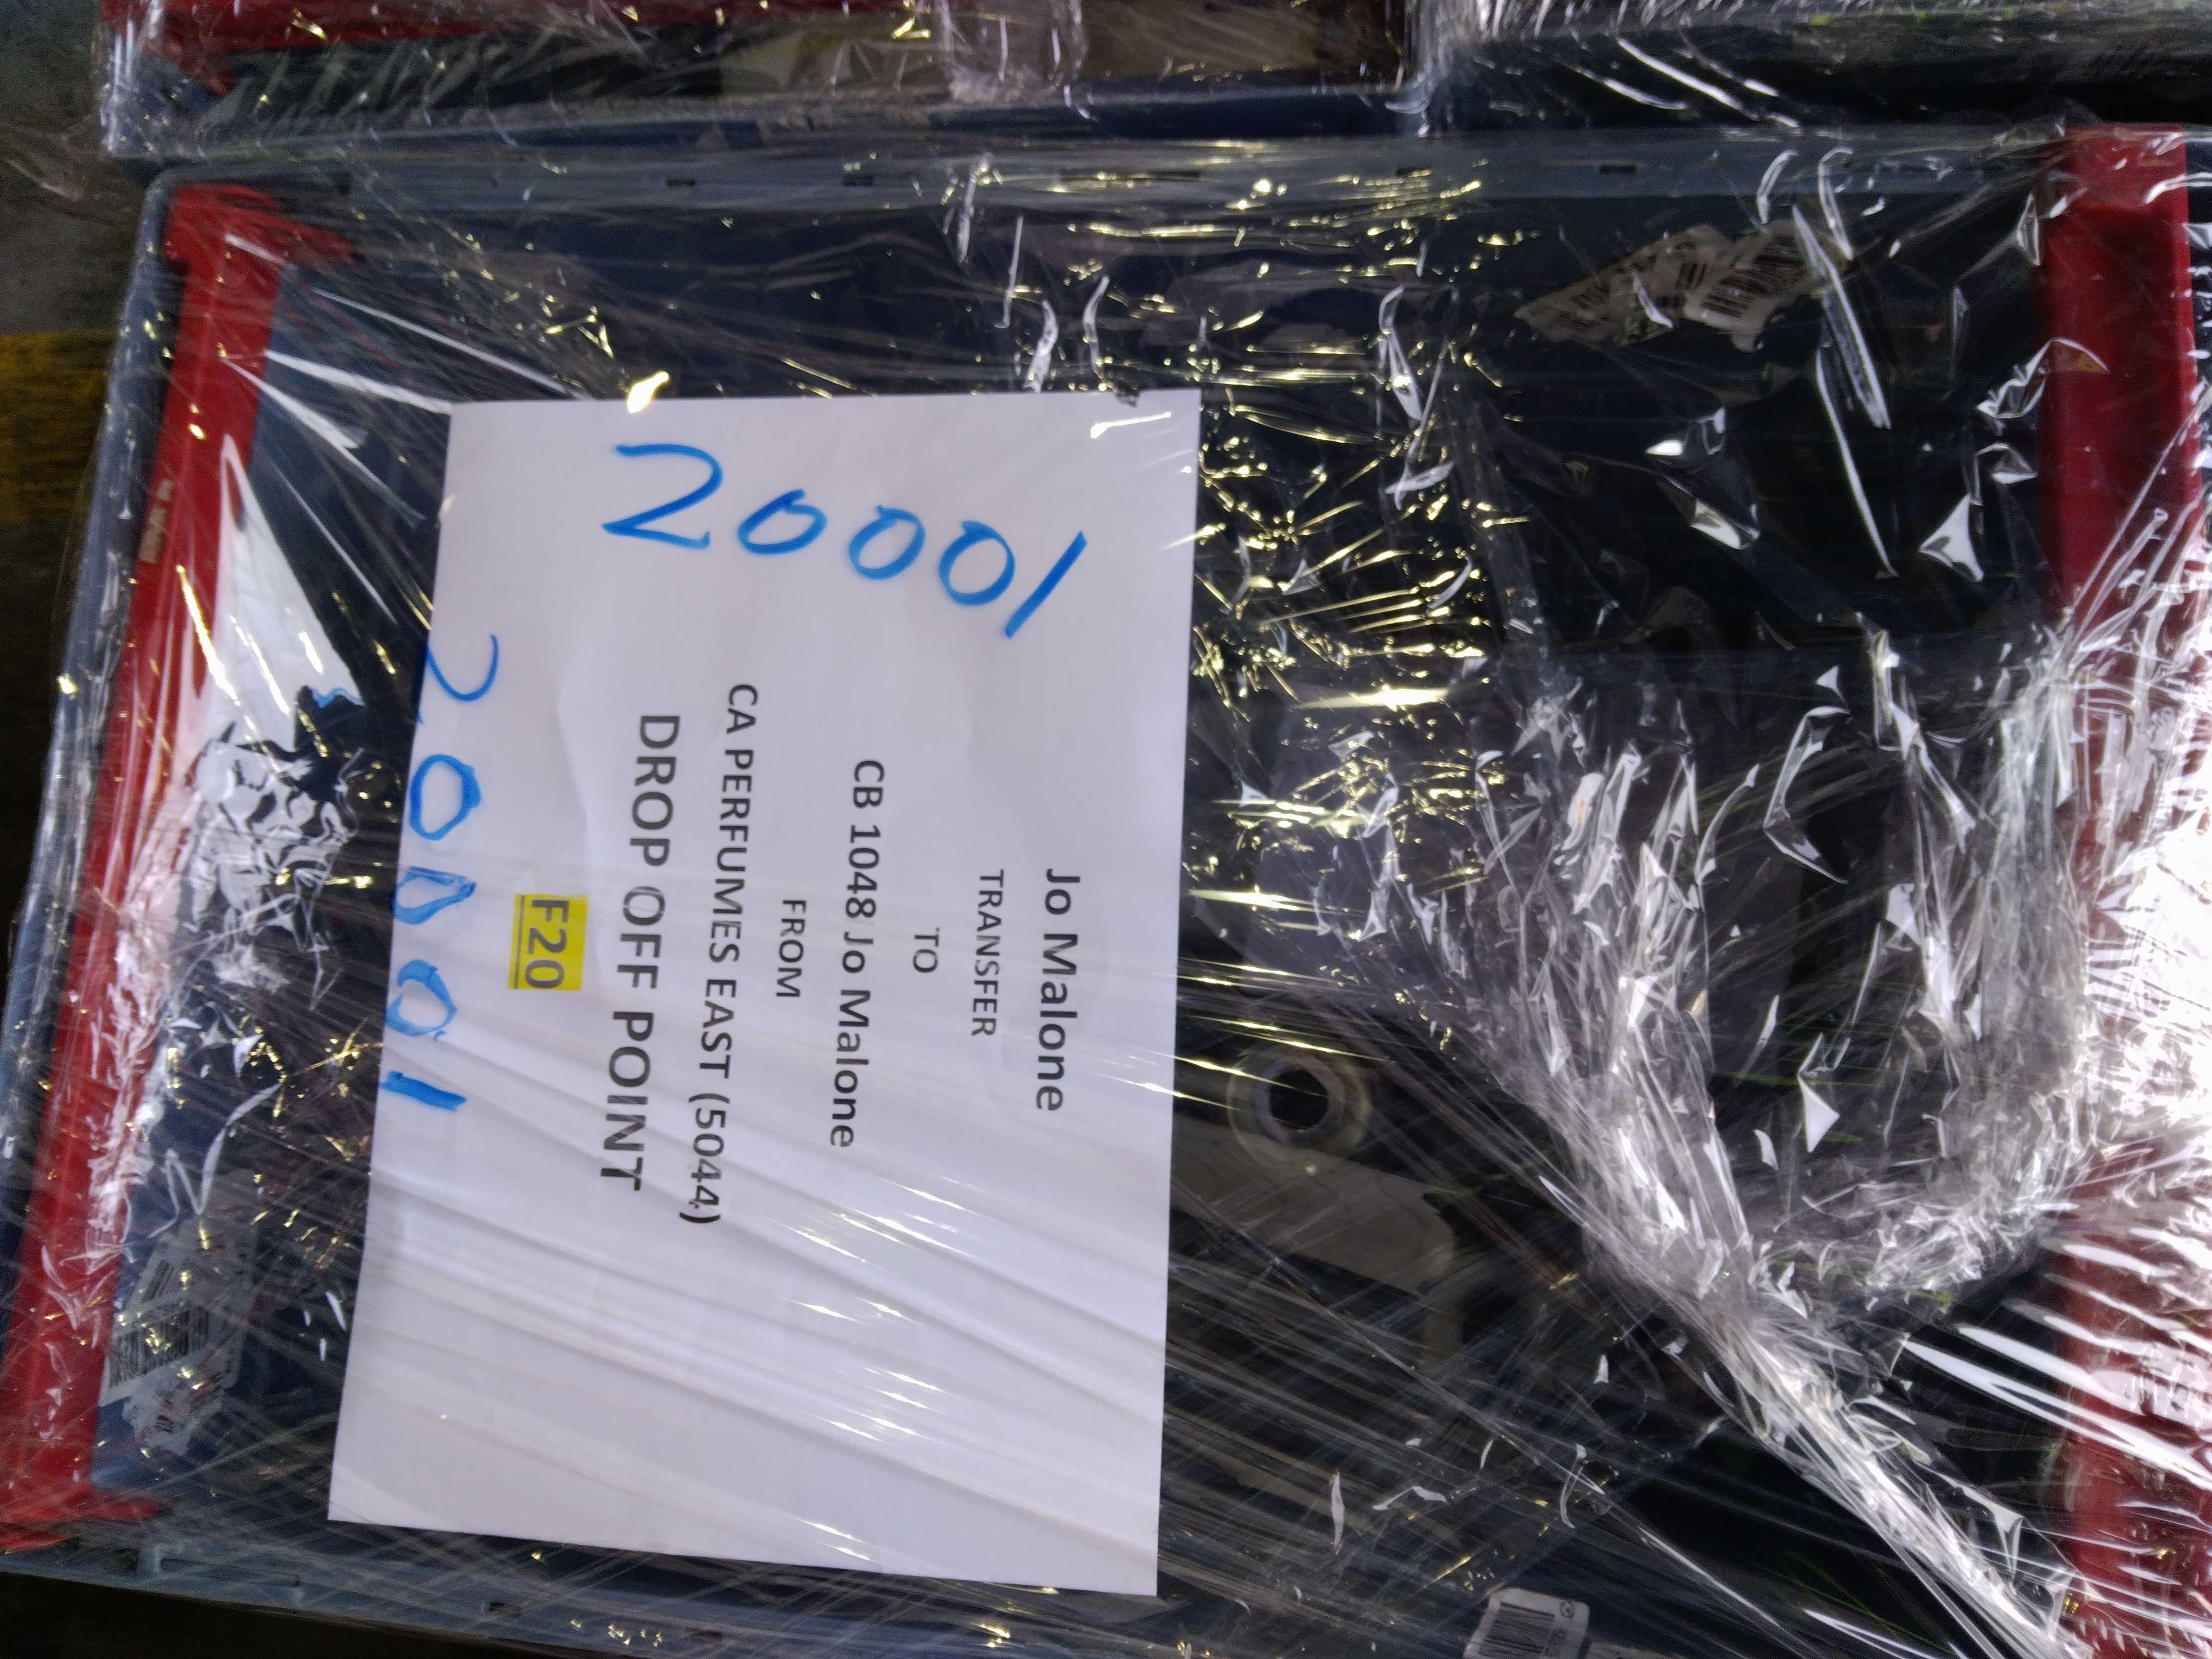 20001
Jo Malone
TRANSFER
TO
CB 1048 Jo Malone
FROM
CA PERFUMES EAST (5044)
DROP OFF POINT
F20
20001